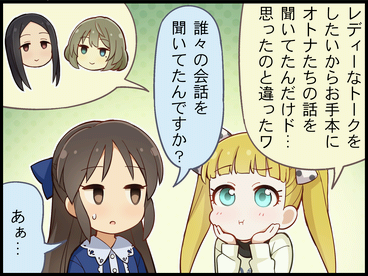 レディーなトークを
したいからお手本に
オトナたちの話を
聞いてたんだけド…
思ったのと違ったワ
誰々の会話を
聞いてたんですか？
あぁ…